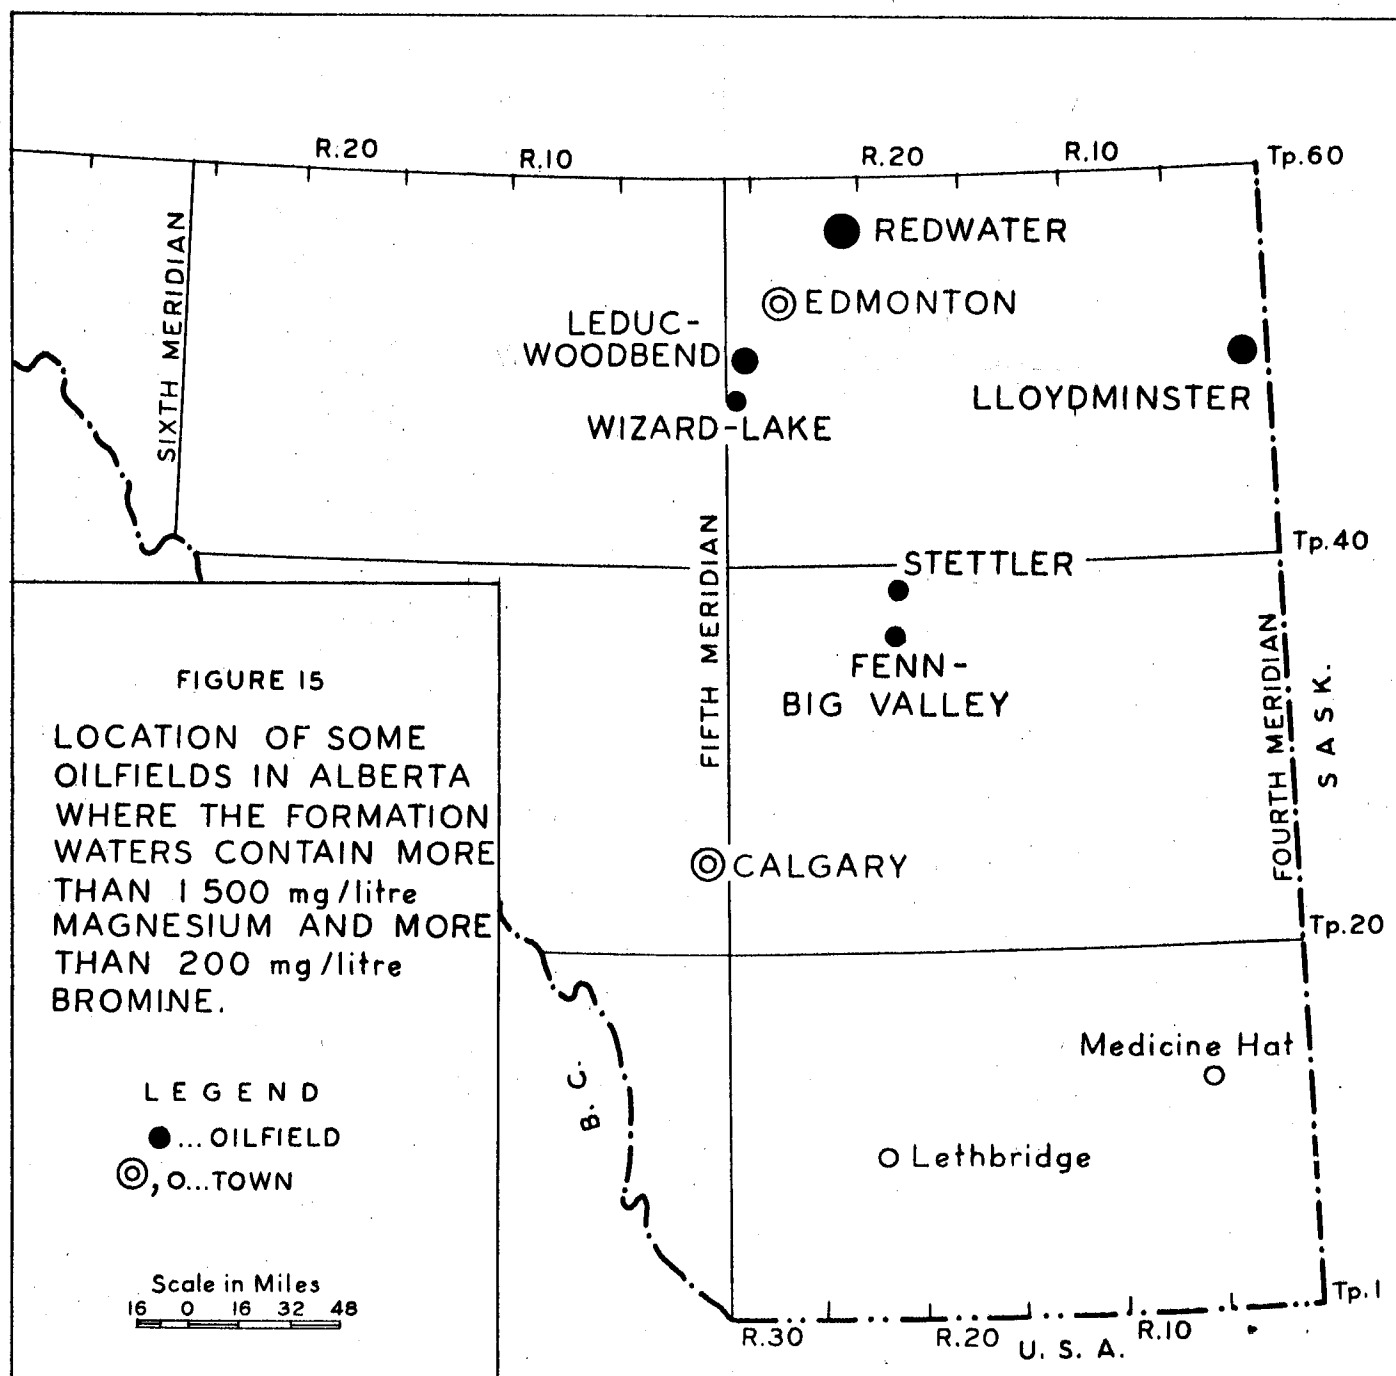 R.20
R.10
R.20
R.10
Tp.60
SIXTH MERIDIAN
REDWATER
EDMONTON
LEDUC-
WOODBEND
WIZARD-LAKE
LLOYDMINSTER
Tp.40
STETTLER
FIFTH MERIDIAN
FENN-
BIG VALLEY
FOURTH MERIDIAN
SASK.
CALGARY
Tp.20
FIGURE 15
LOCATION OF SOME
OILFIELDS IN ALBERTA
WHERE THE FORMATION
WATERS CONTAIN MORE
THAN 1 500 mg/litre
MAGNESIUM AND MORE
THAN 200 mg/litre
BROMINE.
LEGEND
...OILFIELD
, o...TOWN
Scale in Miles
16 0 16 32 48
B. C.
Medicine Hat
Lethbridge
Tp.1
R.30
R.20
R.10
U. S. A.